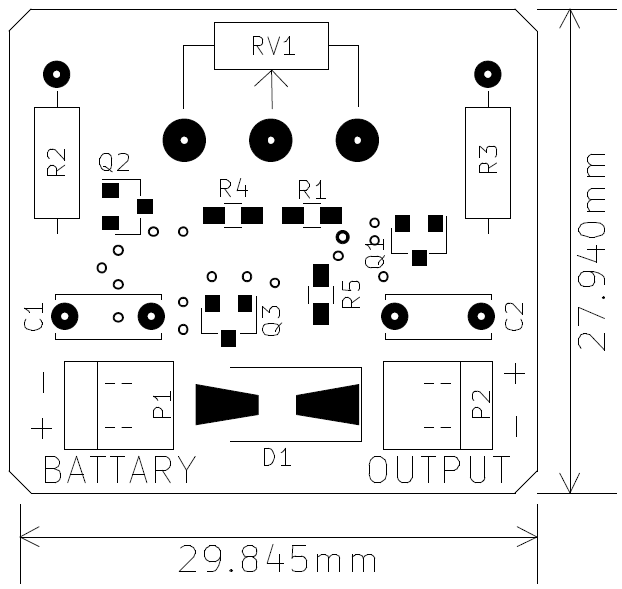 RV1
R2
Q2
R3
R4
R1
Q1
C1
Q3
R5
C2
27.940mm
- +
P1
P2
+ -
D1
BATTARY
OUTPUT
29.845mm